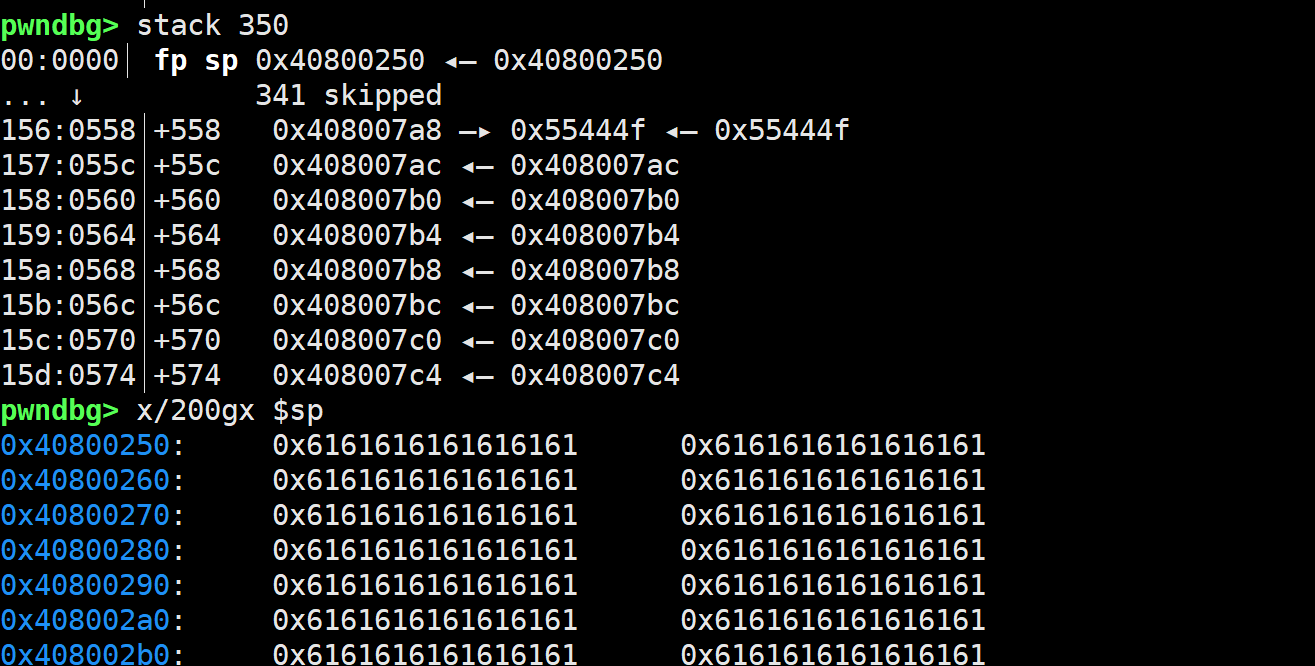 pwndbg> stack 350
00:0000│ fp sp 0x40800250 ◂— 0x40800250
... ↓ 341 skipped
156:0558│+558 0x408007a8 —▸ 0x55444f ◂— 0x55444f
157:055c│+55c 0x408007ac ◂— 0x408007ac
158:0560│+560 0x408007b0 ◂— 0x408007b0
159:0564│+564 0x408007b4 ◂— 0x408007b4
15a:0568│+568 0x408007b8 ◂— 0x408007b8
15b:056c│+56c 0x408007bc ◂— 0x408007bc
15c:0570│+570 0x408007c0 ◂— 0x408007c0
15d:0574│+574 0x408007c4 ◂— 0x408007c4
pwndbg> x/200gx $sp
0x40800250: 0x6161616161616161 0x6161616161616161
0x40800260: 0x6161616161616161 0x6161616161616161
0x40800270: 0x6161616161616161 0x6161616161616161
0x40800280: 0x6161616161616161 0x6161616161616161
0x40800290: 0x6161616161616161 0x6161616161616161
0x408002a0: 0x6161616161616161 0x6161616161616161
0x408002b0: 0x6161616161616161 0x6161616161616161